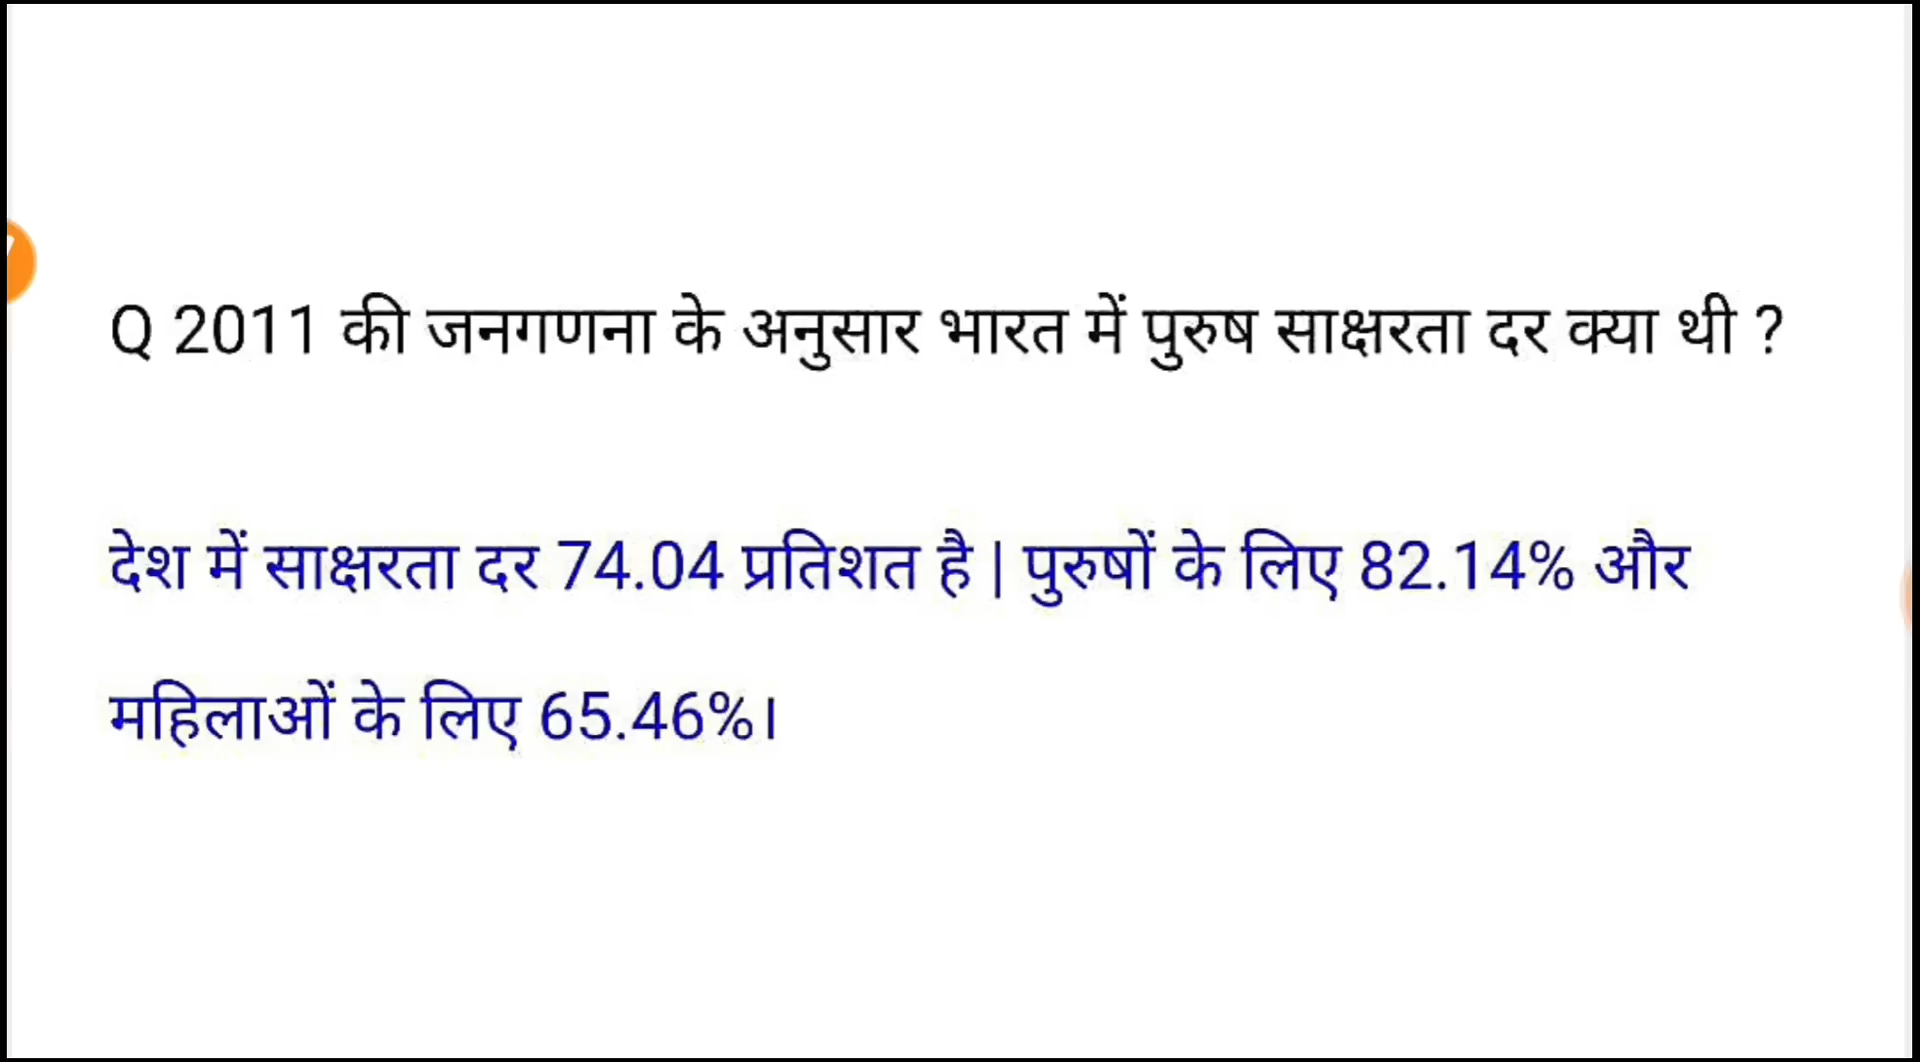 Q 2011 की जनगणना के अनुसार भारत में पुरुष साक्षरता दर क्या थी ?
देश में साक्षरता दर 74.04 प्रतिशत है | पुरुषों के लिए 82.14% और
महिलाओं के लिए 65.46%।